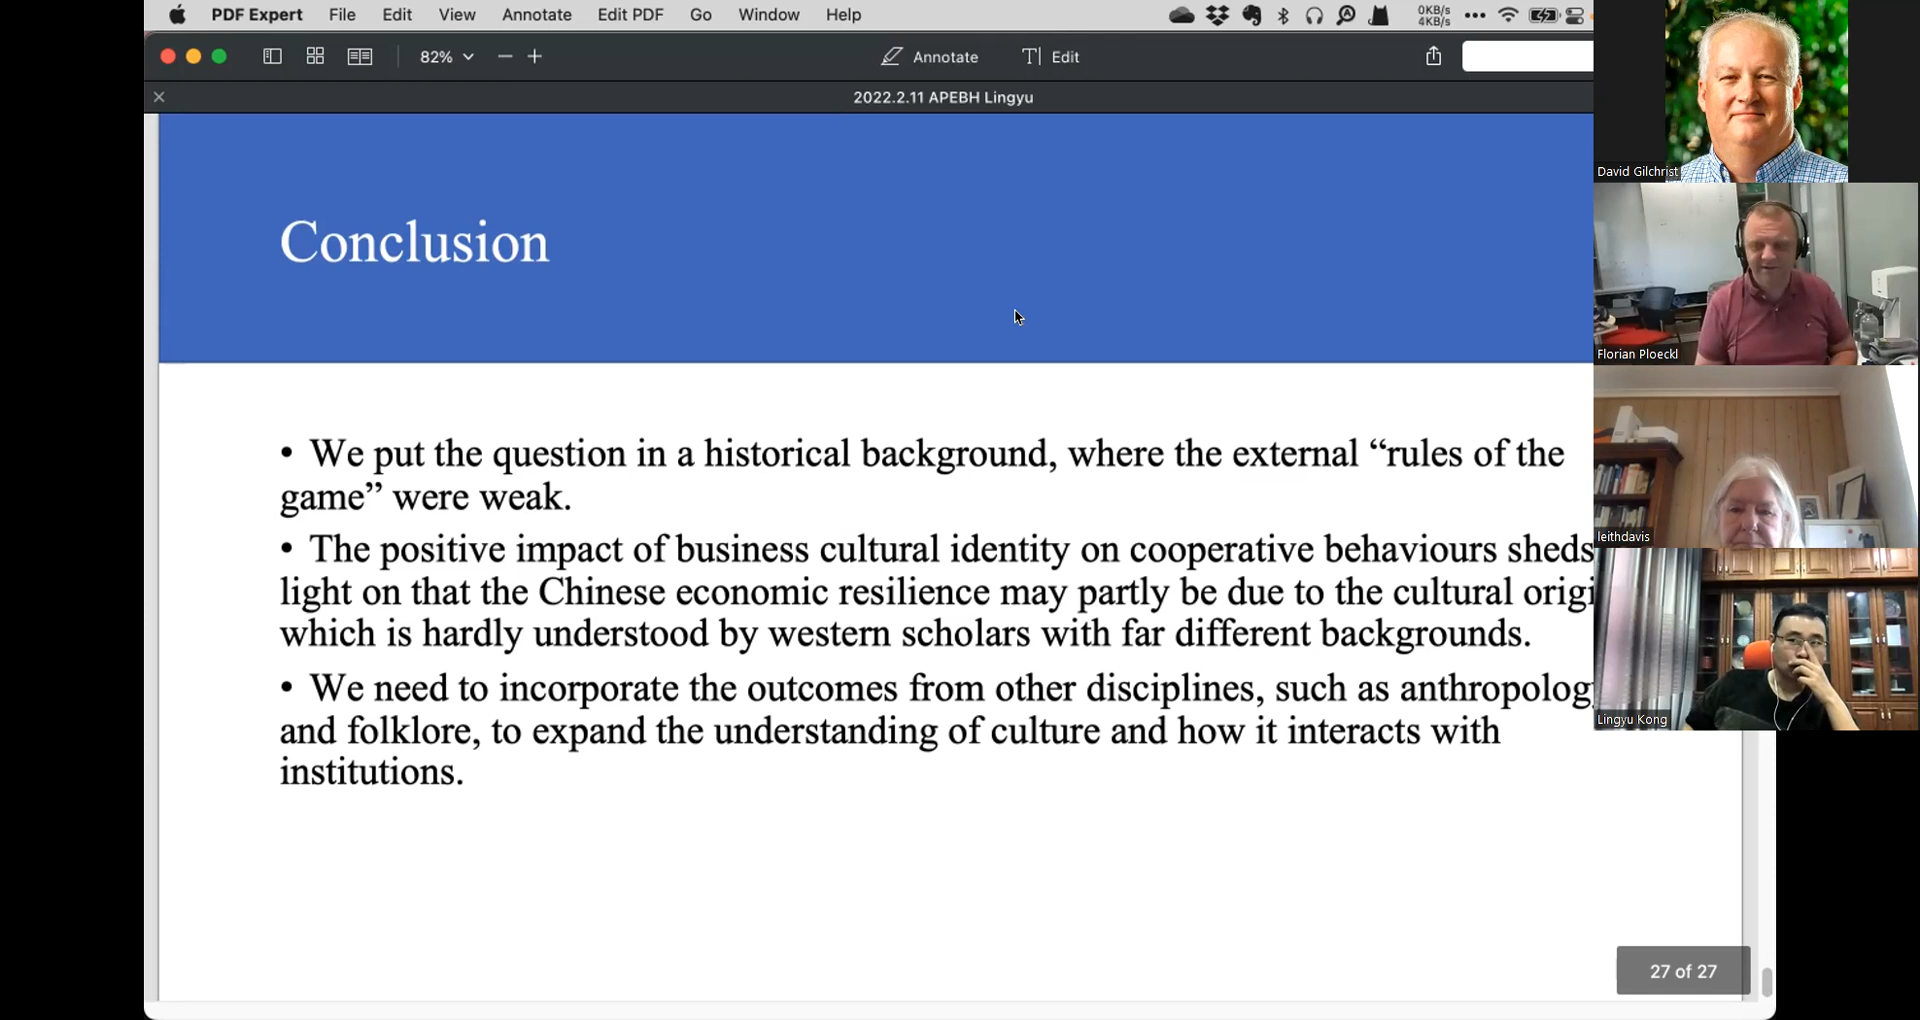 PDF Expert File Edit View Annotate Edit PDF Go Window Help
0KB/s
4KB/s
82%
Annotate
Edit
2022.2.11 APEBH Lingyu
David Gilchrist
Conclusion
Florian Ploeckl
• We put the question in a historical background, where the external “rules of the
game” were weak.
leithdavis
• The positive impact of business cultural identity on cooperative behaviours sheds
light on that the Chinese economic resilience may partly be due to the cultural origi
which is hardly understood by western scholars with far different backgrounds.
• We need to incorporate the outcomes from other disciplines, such as anthropolog
Lingyu Kong
and folklore, to expand the understanding of culture and how it interacts with
institutions.
27 of 27